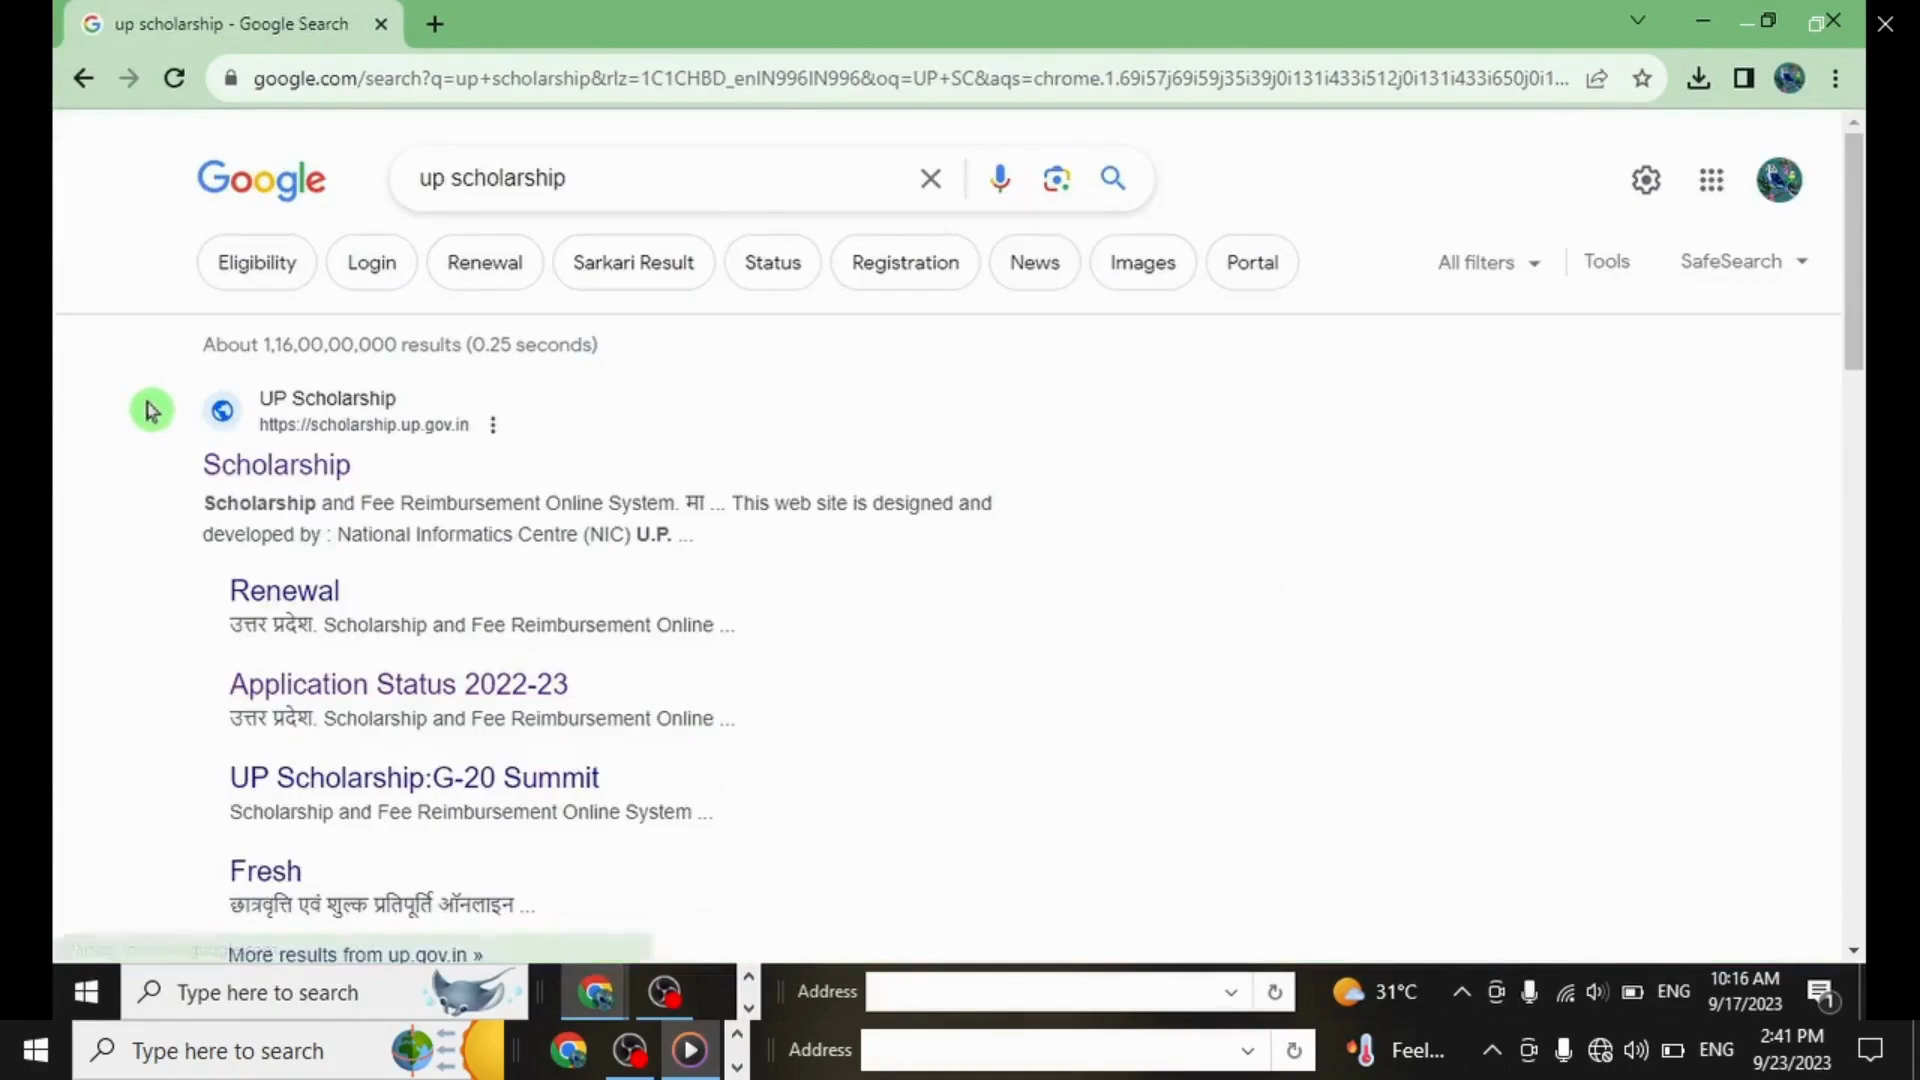 up scholarship - Google Search
google.com/search?q=up+scholarship&rlz=1C1CHBD_enIN996IN996&oq=UP+SC&aqs=chrome.1.69i57j69i59j35i39j0i131i433i512j0i131i433i650j0i1...
Google
up scholarship
Eligibility
Login
Renewal
Sarkari Result
Status
Registration
News
Images
Portal
All filters
Tools
SafeSearch
About 1,16,00,00,000 results (0.25 seconds)
UP Scholarship
https://scholarship.up.gov.in
Scholarship
Scholarship and Fee Reimbursement Online System. मा ... This web site is designed and
developed by : National Informatics Centre (NIC) U.P. ...
Renewal
उत्तर प्रदेश. Scholarship and Fee Reimbursement Online ...
Application Status 2022-23
उत्तर प्रदेश. Scholarship and Fee Reimbursement Online ...
UP Scholarship:G-20 Summit
Scholarship and Fee Reimbursement Online System ...
Fresh
छात्रवृत्ति एवं शुल्क प्रतिपूर्ति ऑनलाइन ...
More results from up.gov.in »
Type here to search
Address
31°C
ENG
10:16 AM
9/17/2023
1
Type here to search
Address
Feel...
ENG
2:41 PM
9/23/2023